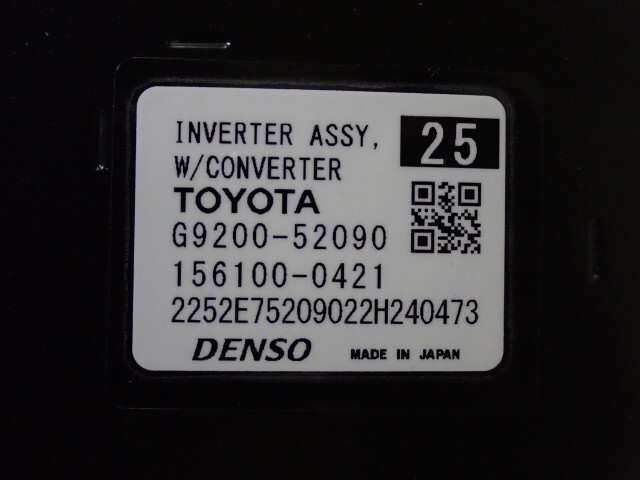 INVERTER ASSY, 25
W/CONVERTER
TOYOTA
G9200-52090
156100-0421
2252E75209022H240473
DENSO MADE IN JAPAN